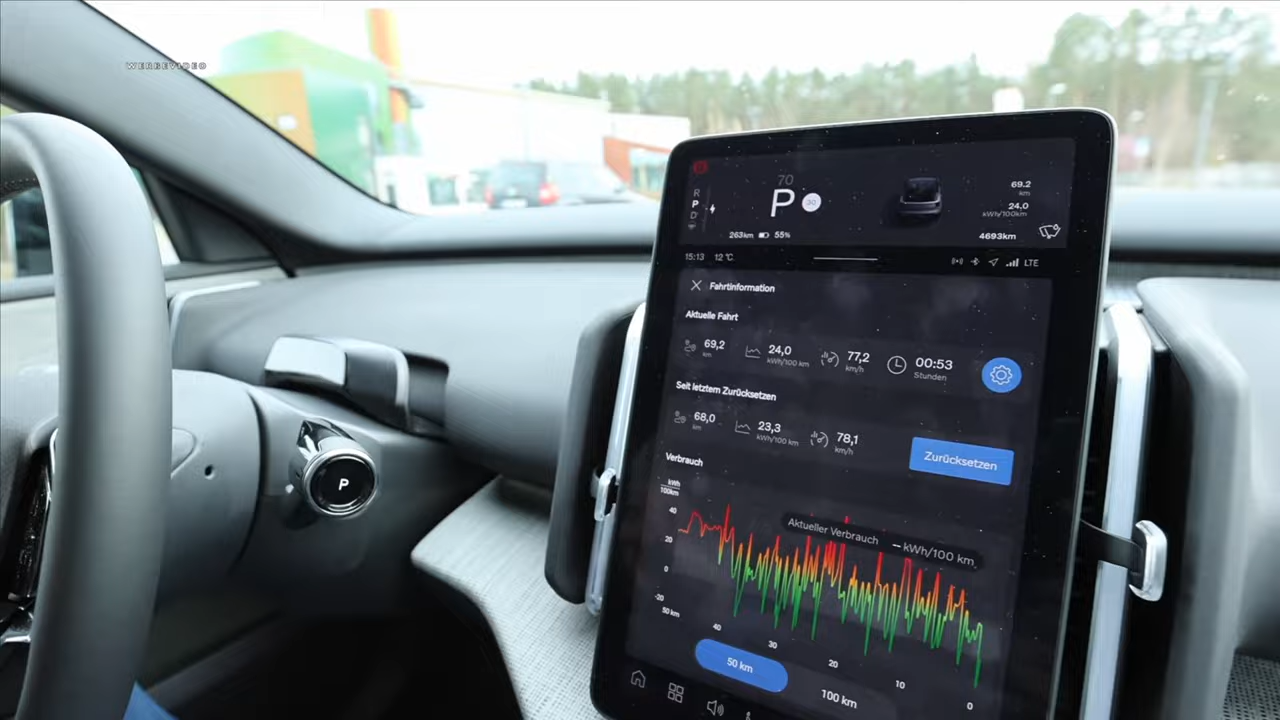 WERBEVIDEO
70
R
P
D
P
30
263km 55%
69.2
km
24,0
kWh/100km
4693km
15:13 12 °C
LTE
Fahrtinformation
Aktuelle Fahrt
69,2
km
24,0
kWh/100 km
77,2
km/h
00:53
Stunden
Seit letztem Zurücksetzen
68,0
km
23,3
kWh/100 km
78,1
km/h
Zurücksetzen
Verbrauch
kWh
100km
40
20
0
-20
Aktueller Verbrauch – kWh/100 km
50 km
40
30
20
10
0
50 km
100 km
P